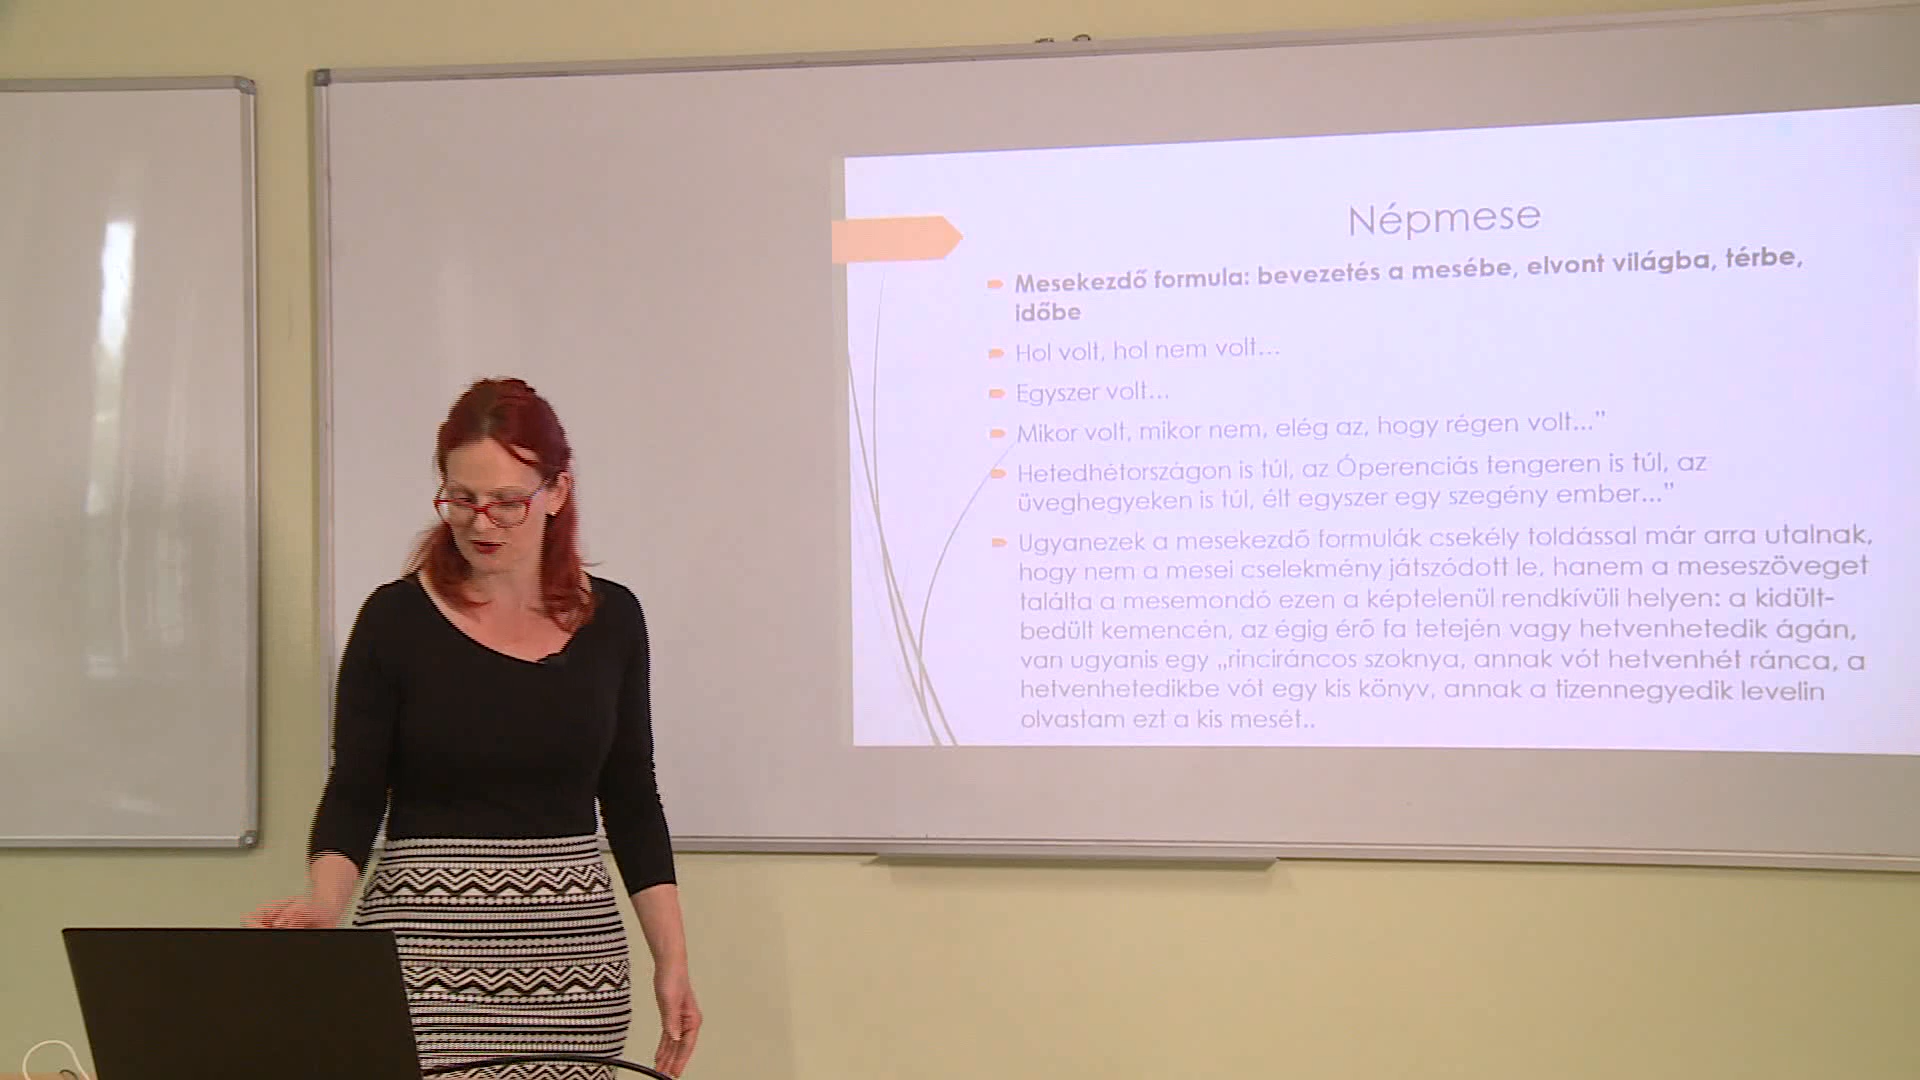 Népmese
Mesekezdő formula: bevezetés a mesébe, elvont világba, térbe,
időbe
Hol volt, hol nem volt…
Egyszer volt…
Mikor volt, mikor nem, elég az, hogy régen volt…”
Hetedhétországon is túl, az Óperenciás tengeren is túl, az
üveghegyeken is túl, élt egyszer egy szegény ember…”
Ugyanezek a mesekezdő formulák csekély toldással már arra utalnak,
hogy nem a mesei cselekmény játszódott le, hanem a meseszöveget
találta a mesemondó ezen a képtelenül rendkívüli helyen: a kidült-
bedült kemencén, az égig érő fa tetején vagy hetvenhetedik ágán,
van ugyanis egy „rinciráncos szoknya, annak vót hetvenhét ránca, a
hetvenhetedikbe vót egy kis könyv, annak a tizennegyedik levelin
olvastam ezt a kis mesét..